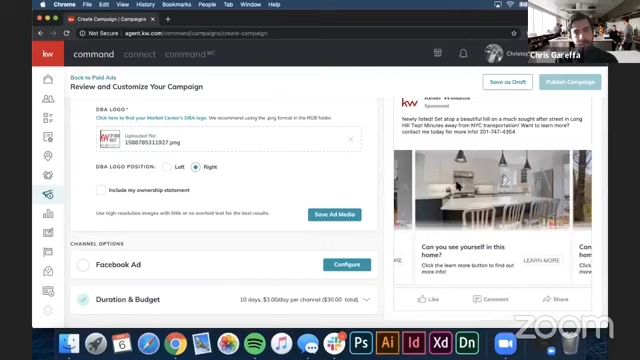 Chrome File Edit View History Bookmarks People Tab Window Help
kw Create Campaign | Campaigns
agent.kw.com/command/campaigns/create-campaign
Chris Gareffa
kw command connect command MC
Back to Paid Ads
Review and Customize Your Campaign
Save as Draft
Publish Campaign
DBA LOGO*
Click here to find your Market Center's DBA logo. We recommend using the .png format in the RGB folder.
Uploaded file:
1588785311927.png
DBA LOGO POSITION: Left Right
Include my ownership statement
Use high-resolution images with little or no overlaid text for the best results.
Save Ad Media
CHANNEL OPTIONS
Facebook Ad
Configure
Duration & Budget
10 days, $3.00/day per channel ($30.00 total)
kw
Keller Williams
Sponsored
Newly listed! Set atop a beautiful hill on a much sought after street in Long
Hill Twp! Minutes away from NYC transportation! Want to learn more?
contact me today for more info! 201-747-4354
Can you see yourself in this
home?
Click the learn more button to find out
more info!
LEARN MORE
Like Comment Share
6
Ps Ai Id Xd Dn
zoom